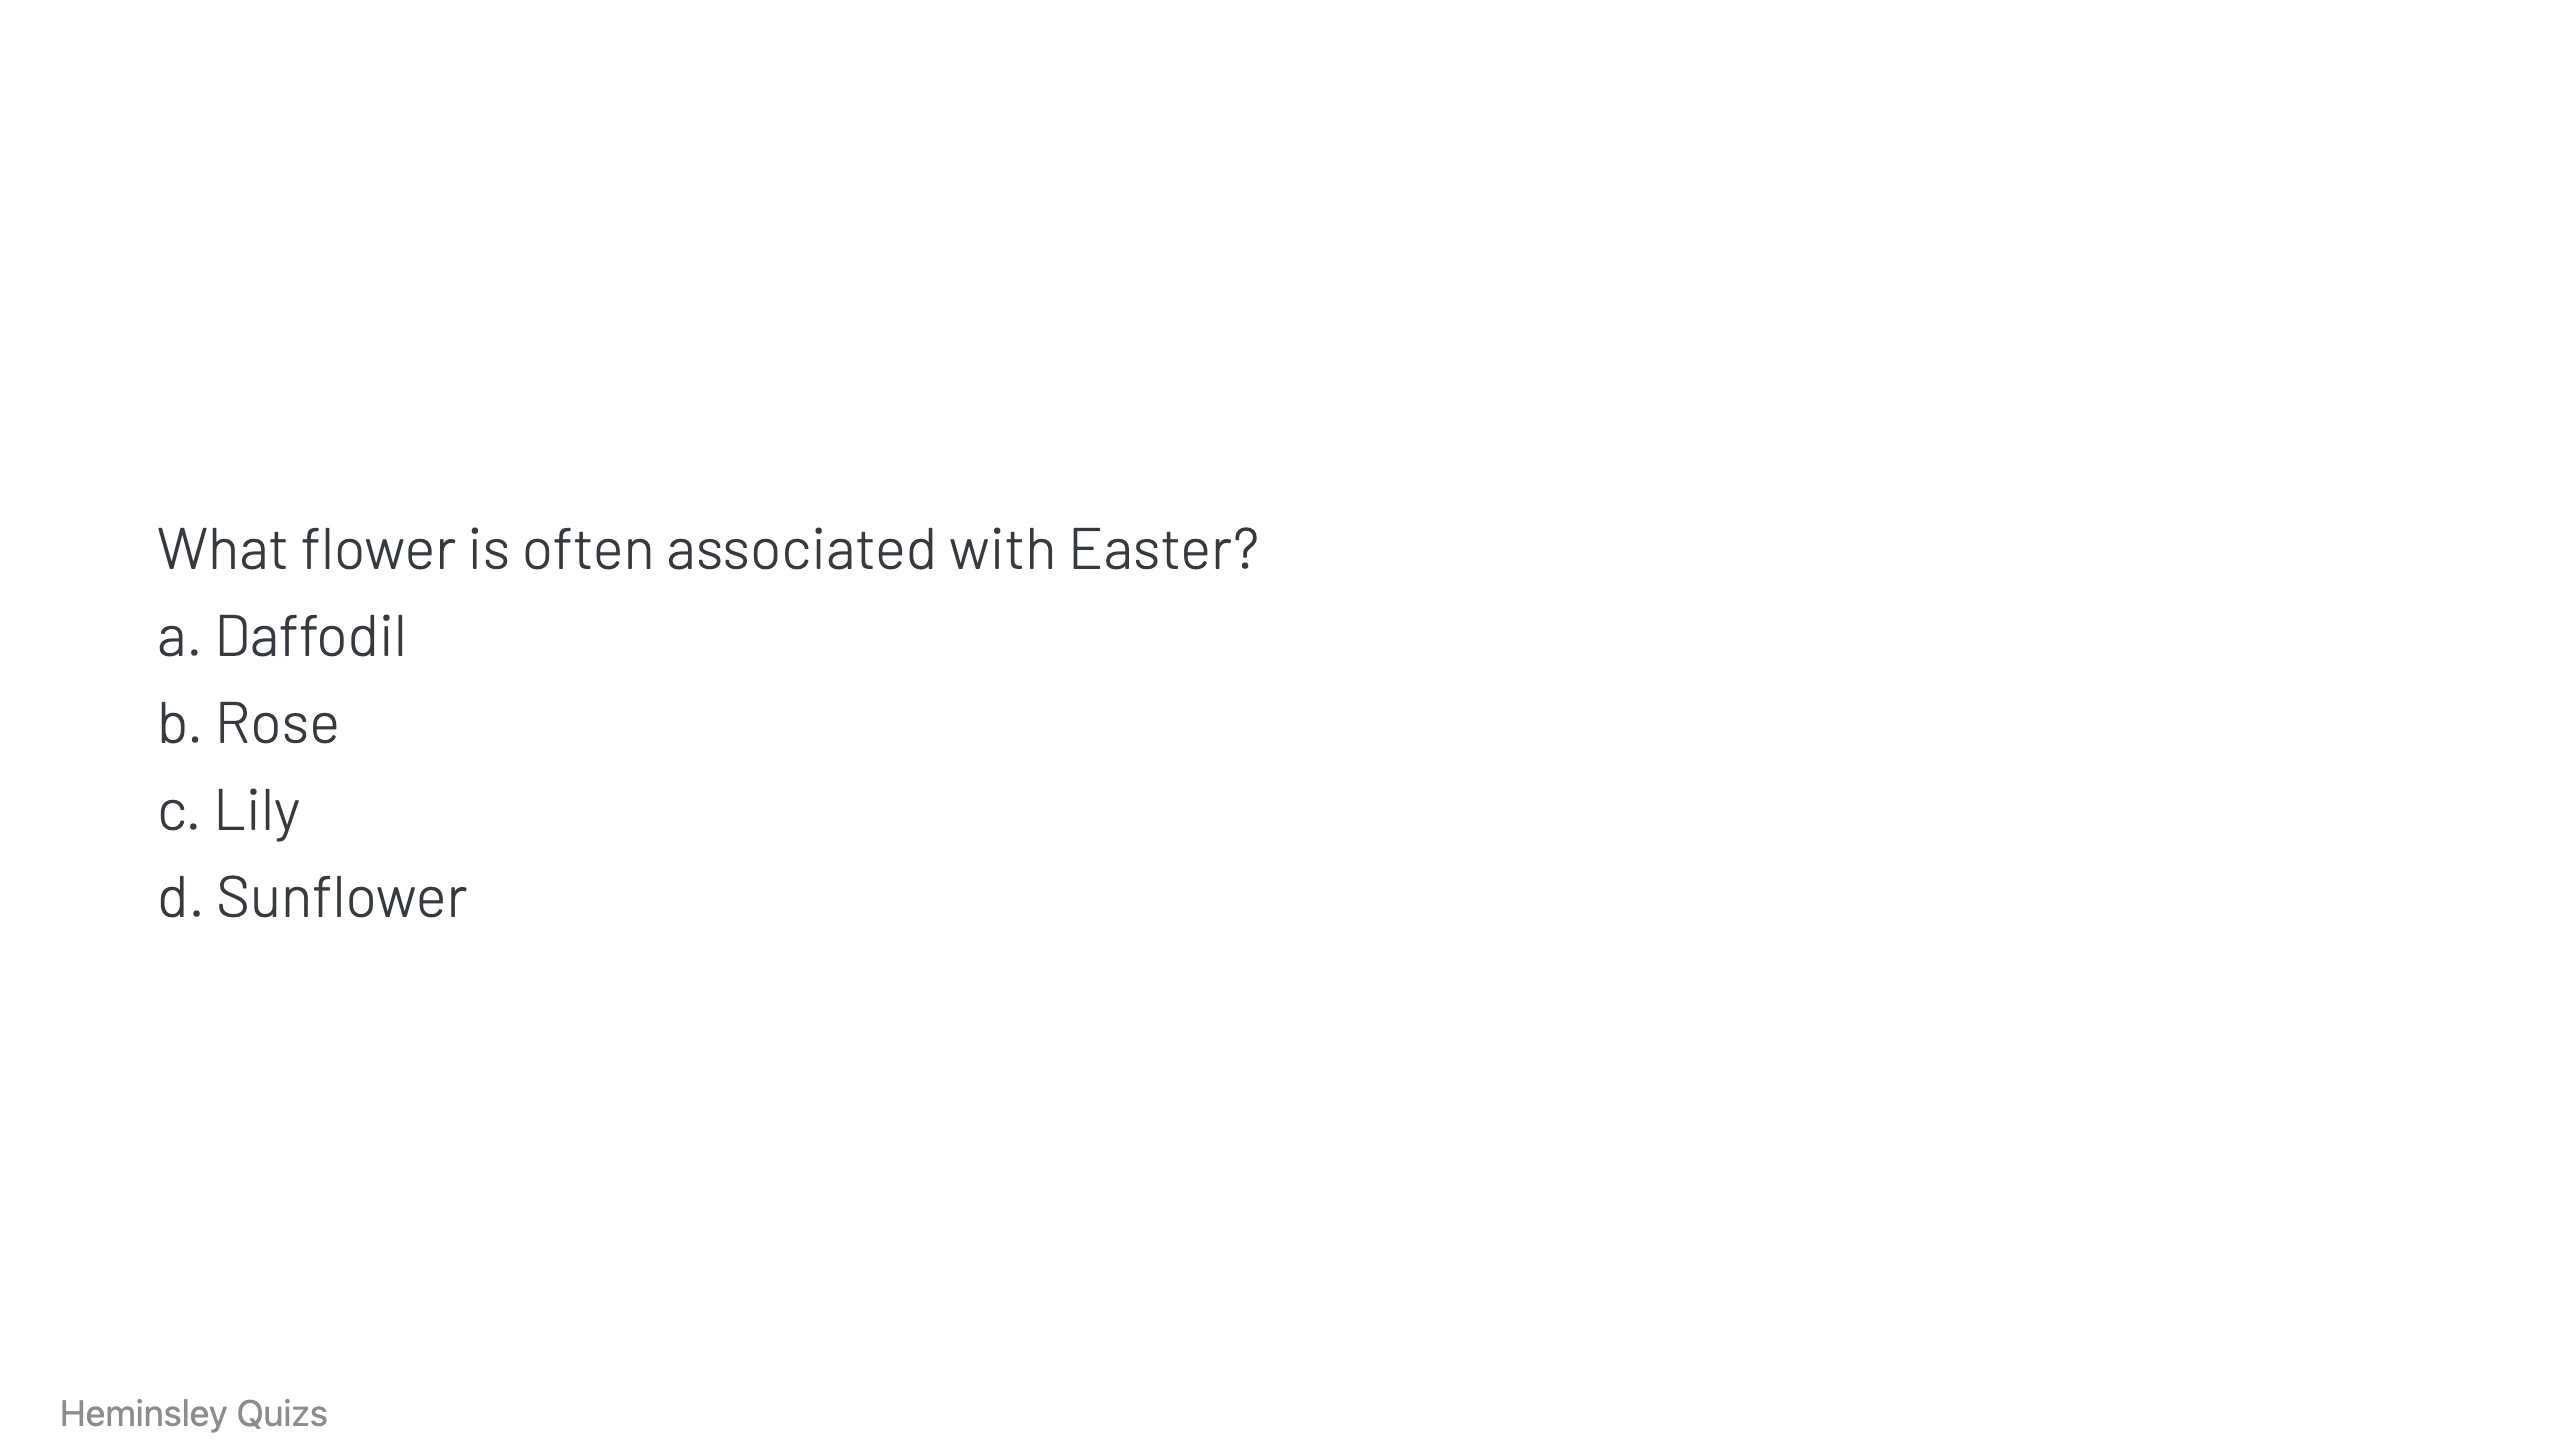 What flower is often associated with Easter?
a. Daffodil
b. Rose
c. Lily
d. Sunflower
Heminsley Quizs